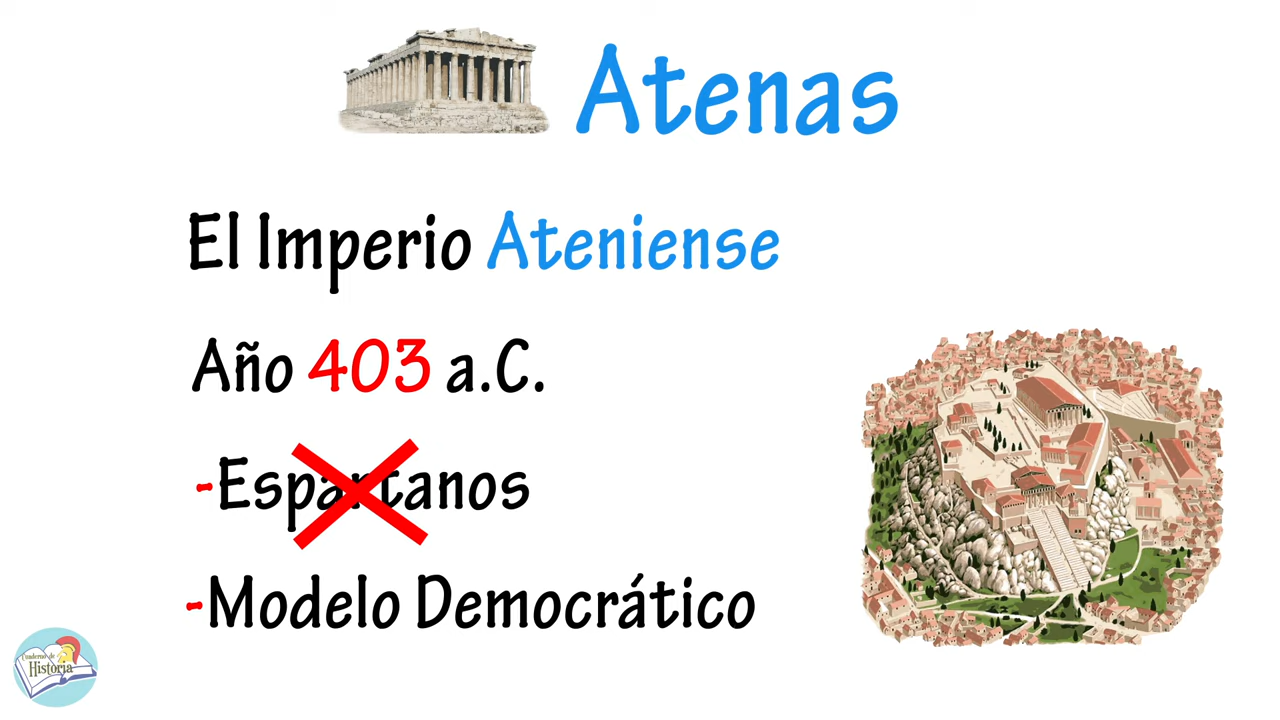 Atenas
El Imperio Ateniense
Año 403 a.C.
-Espartanos
-Modelo Democrático
Cuaderno de
Historia